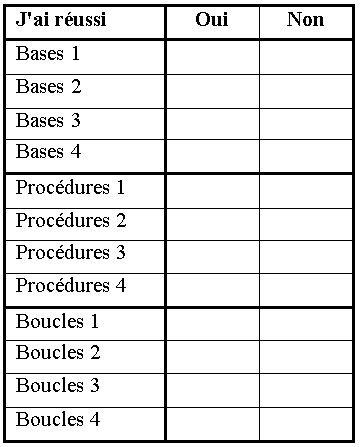 J'ai réussi Oui Non
Bases 1
Bases 2
Bases 3
Bases 4
Procédures 1
Procédures 2
Procédures 3
Procédures 4
Boucles 1
Boucles 2
Boucles 3
Boucles 4